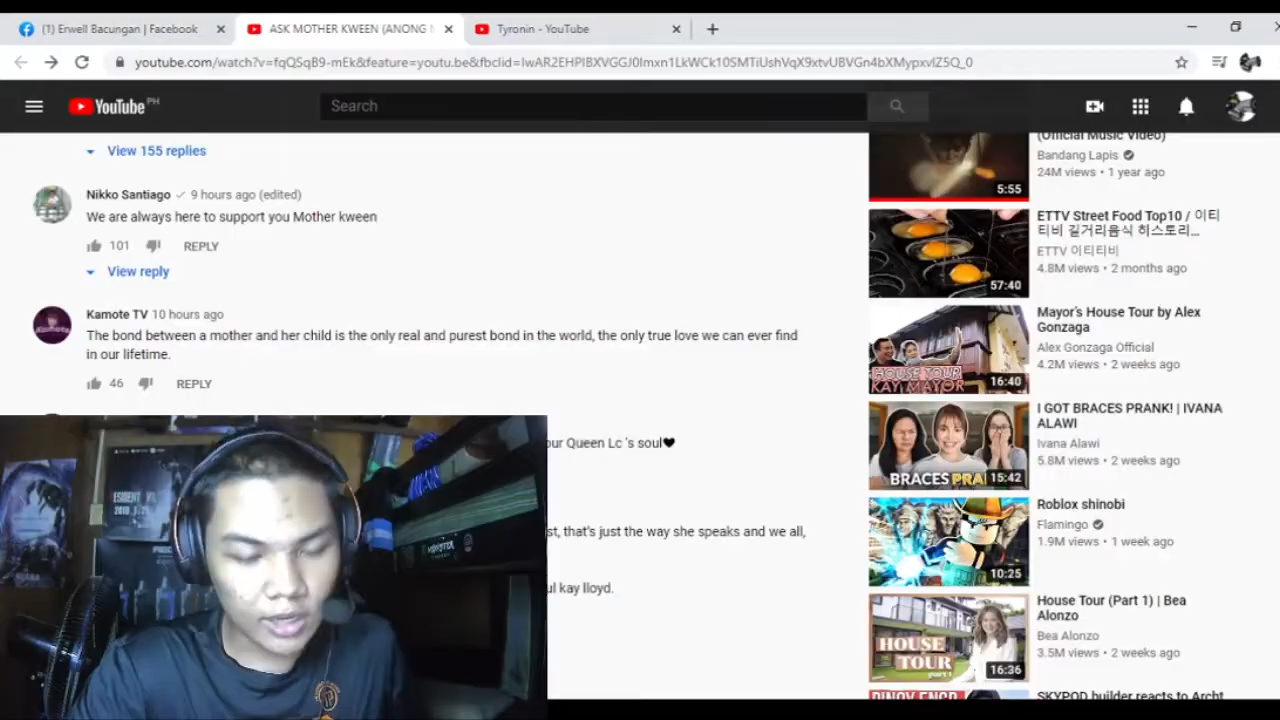 (1) Erwell Bacungan | Facebook
ASK MOTHER KWEEN (ANONG
Tyronin - YouTube
youtube.com/watch?v=fqQSqB9-mEk&feature=youtu.be&fbclid=IwAR2EHPIBXVGGJ0Imxn1LkWCk10SMTiUshVqX9xtvUBVGn4bXMypxvIZ5Q_0
YouTube PH
Search
View 155 replies
Nikko Santiago 9 hours ago (edited)
We are always here to support you Mother kween
101 REPLY
View reply
Kamote TV 10 hours ago
The bond between a mother and her child is the only real and purest bond in the world, the only true love we can ever find
in our lifetime.
46 REPLY
our Queen Lc 's soul🖤
st, that's just the way she speaks and we all,
ul kay lloyd.
(Official Music Video)
Bandang Lapis
24M views • 1 year ago
5:55
ETTV Street Food Top10 / 이티
티비 길거리음식 히스토리...
ETTV 이티티비
4.8M views • 2 months ago
57:40
Mayor's House Tour by Alex
Gonzaga
Alex Gonzaga Official
4.2M views • 2 weeks ago
HOUSE TOUR
KAY MAYOR
16:40
I GOT BRACES PRANK! | IVANA
ALAWI
Ivana Alawi
5.8M views • 2 weeks ago
BRACES PRA
15:42
Roblox shinobi
Flamingo
1.9M views • 1 week ago
10:25
House Tour (Part 1) | Bea
Alonzo
Bea Alonzo
3.5M views • 2 weeks ago
HOUSE
TOUR
part 1
16:36
PINOY ENGR
SKYPOD builder reacts to Archt
MONSTER